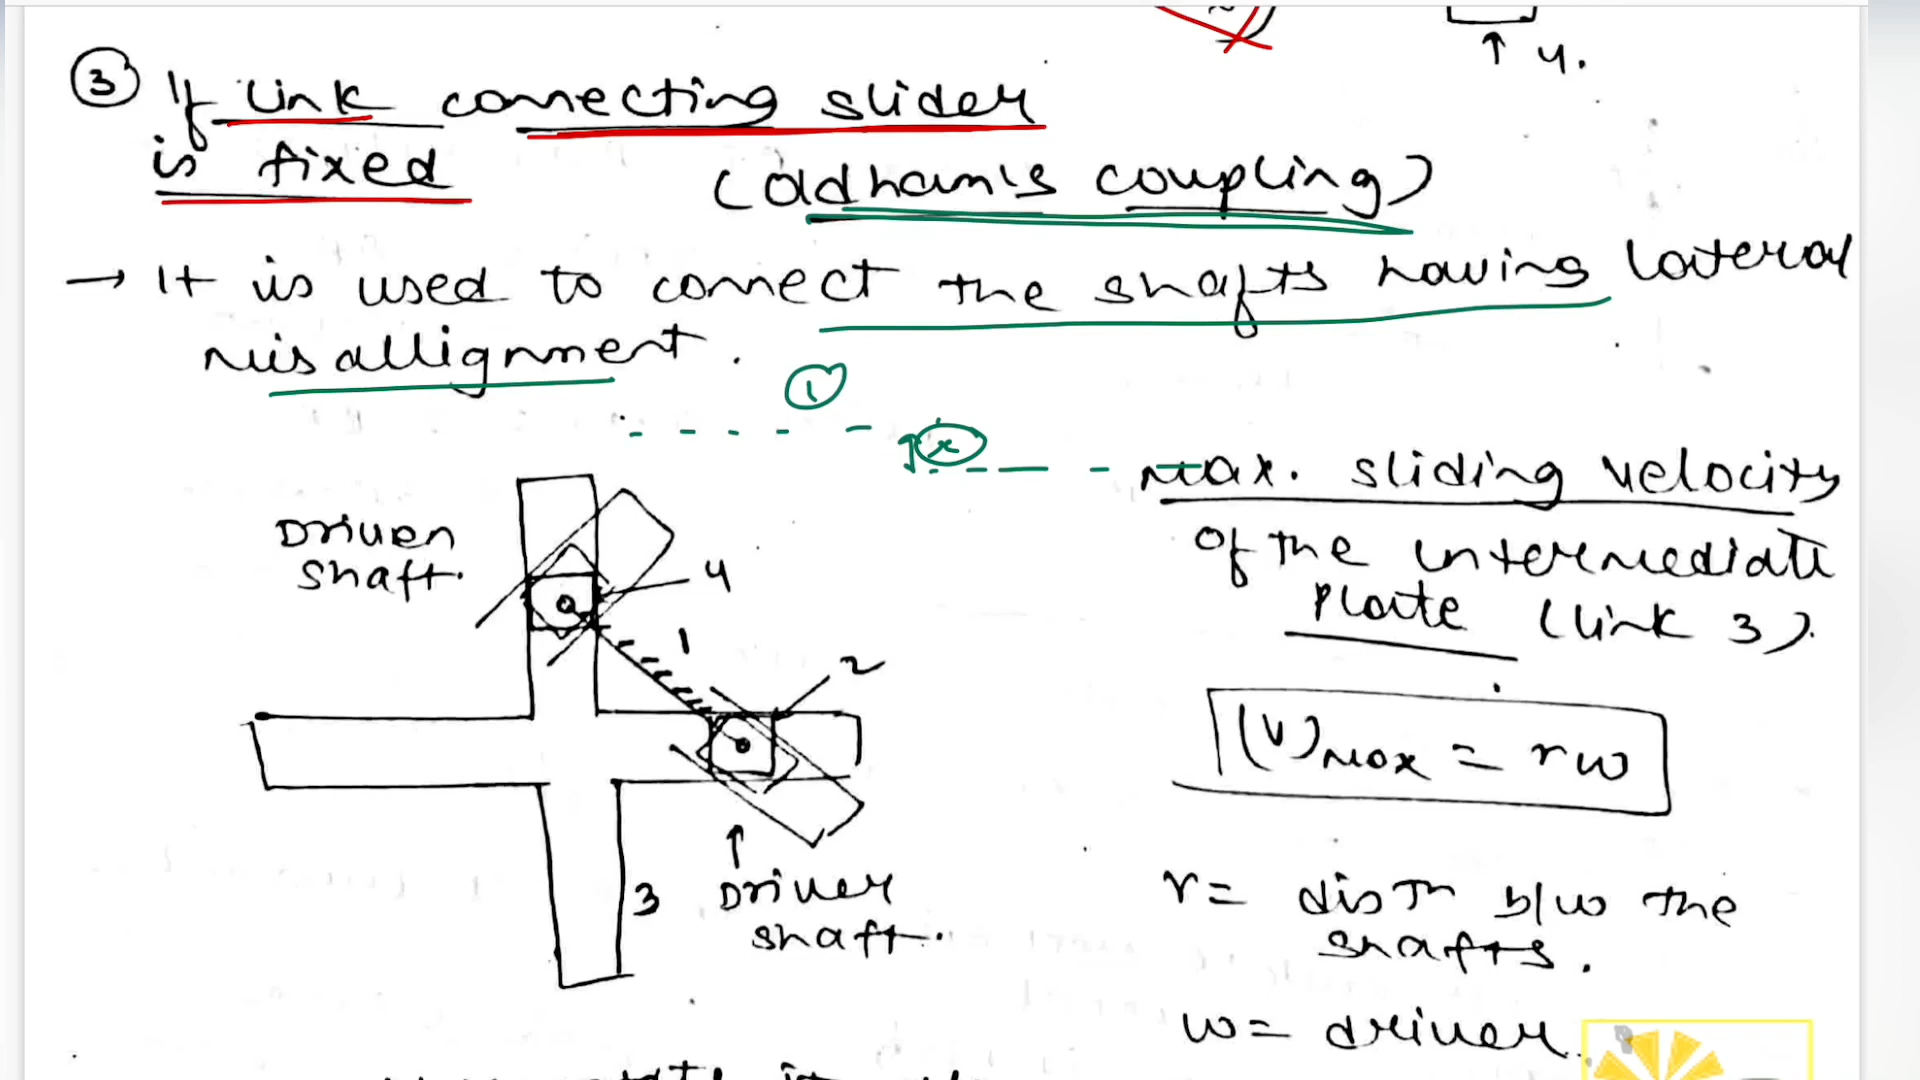 4.
③ If Link connecting slider
is fixed (oldham's coupling)
→ It is used to connect the shafts having lateral
misallignment.
①
x
Max. sliding velocity
of the intermediate
Plate (link 3).
Driven
shaft.
4
1
2
(V)max = rw
3
Driver
shaft.
r = distn b/w the
shafts.
w = driver